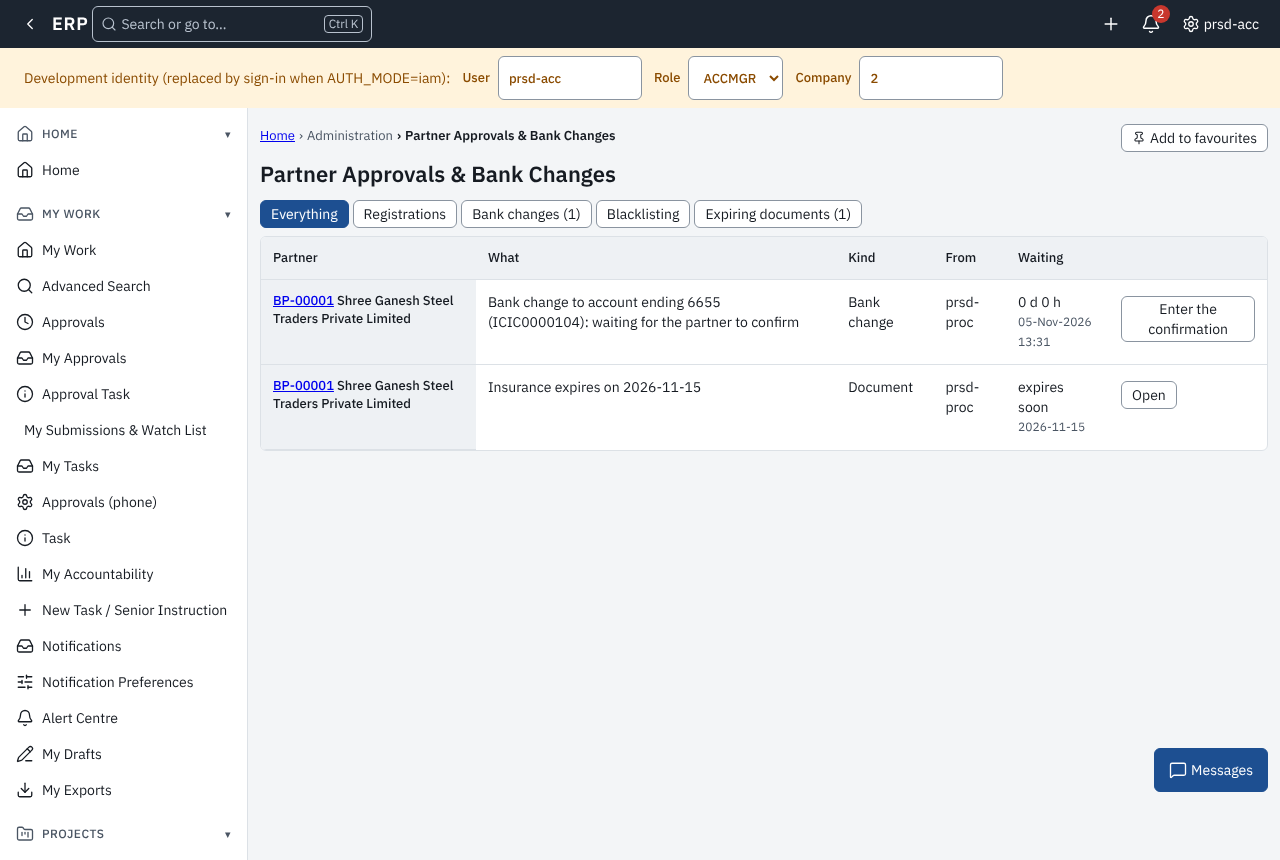 ERP
Search or go to...
Ctrl K
2
prsd-acc
Development identity (replaced by sign-in when AUTH_MODE=iam): User prsd-acc Role ACCMGR Company 2
HOME
Home
MY WORK
My Work
Advanced Search
Approvals
My Approvals
Approval Task
My Submissions & Watch List
My Tasks
Approvals (phone)
Task
My Accountability
New Task / Senior Instruction
Notifications
Notification Preferences
Alert Centre
My Drafts
My Exports
PROJECTS
Home › Administration › Partner Approvals & Bank Changes
Add to favourites
Partner Approvals & Bank Changes
Everything Registrations Bank changes (1) Blacklisting Expiring documents (1)
Partner What Kind From Waiting
BP-00001 Shree Ganesh Steel
Traders Private Limited
Bank change to account ending 6655
(ICIC0000104): waiting for the partner to confirm
Bank
change
prsd-
proc
0 d 0 h
05-Nov-2026
13:31
Enter the
confirmation
BP-00001 Shree Ganesh Steel
Traders Private Limited
Insurance expires on 2026-11-15
Document
prsd-
proc
expires
soon
2026-11-15
Open
Messages